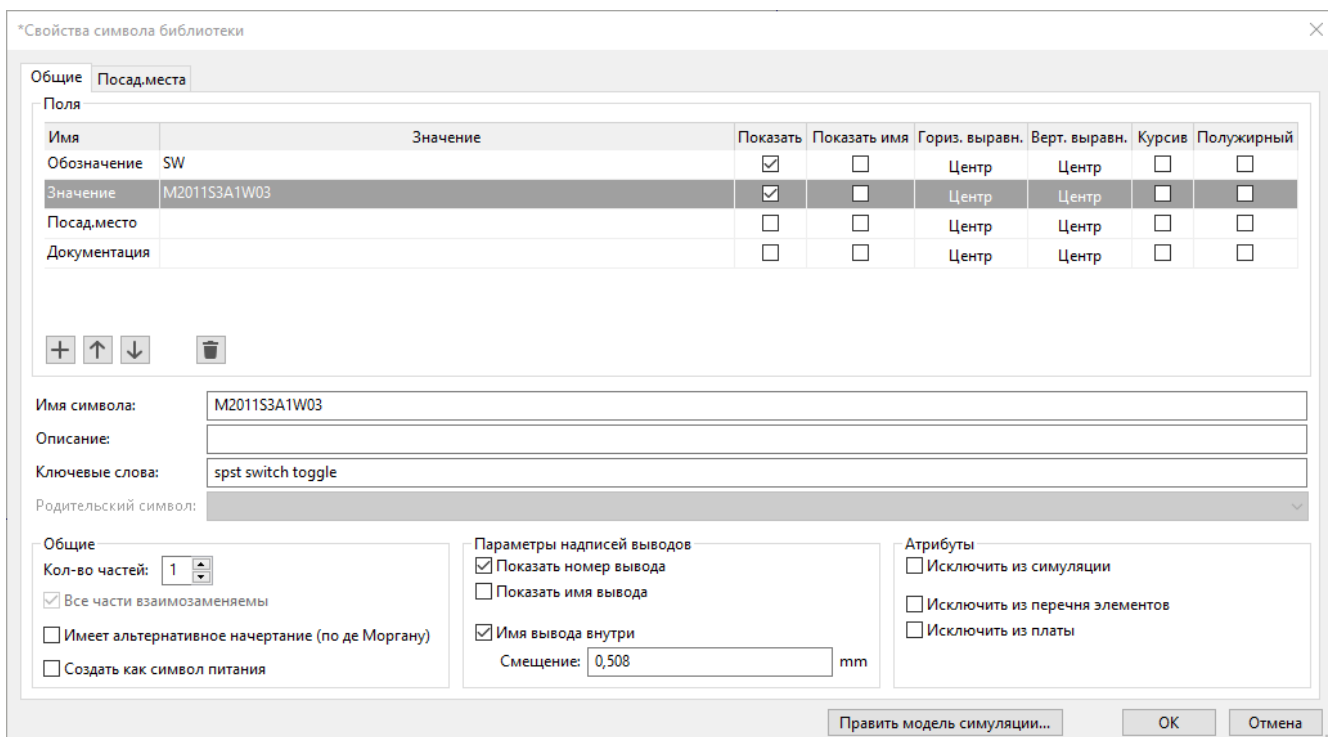 *Свойства символа библиотеки
Общие Посад.места
Поля
Имя Значение Показать Показать имя Гориз. выравн. Верт. выравн. Курсив Полужирный
Обозначение SW Центр Центр
Значение M2011S3A1W03 Центр Центр
Посад.место Центр Центр
Документация Центр Центр
Имя символа: M2011S3A1W03
Описание:
Ключевые слова: spst switch toggle
Родительский символ:
Общие Параметры надписей выводов Атрибуты
Кол-во частей: 1 Показать номер вывода Исключить из симуляции
Все части взаимозаменяемы Показать имя вывода Исключить из перечня элементов
Имеет альтернативное начертание (по де Моргану) Имя вывода внутри Исключить из платы
Создать как символ питания Смещение: 0,508 mm
Править модель симуляции... OK Отмена